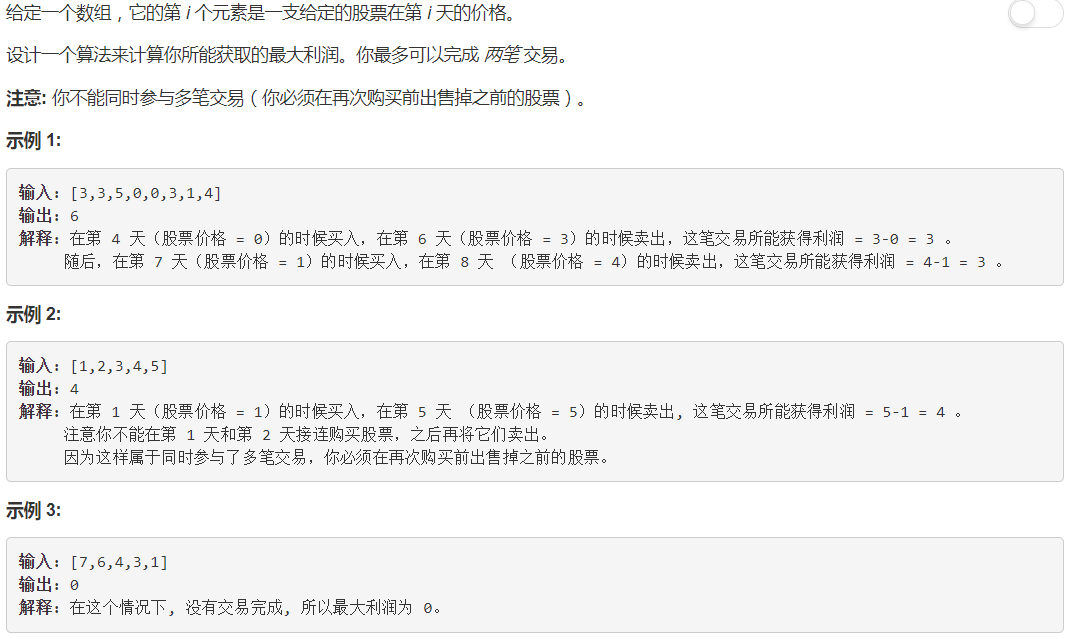 给定一个数组，它的第 i 个元素是一支给定的股票在第 i 天的价格。
设计一个算法来计算你所能获取的最大利润。你最多可以完成 两笔 交易。
注意: 你不能同时参与多笔交易（你必须在再次购买前出售掉之前的股票）。
示例 1:
输入: [3,3,5,0,0,3,1,4]
输出: 6
解释: 在第 4 天（股票价格 = 0）的时候买入，在第 6 天（股票价格 = 3）的时候卖出，这笔交易所能获得利润 = 3-0 = 3 。
随后，在第 7 天（股票价格 = 1）的时候买入，在第 8 天 （股票价格 = 4）的时候卖出，这笔交易所能获得利润 = 4-1 = 3 。
示例 2:
输入: [1,2,3,4,5]
输出: 4
解释: 在第 1 天（股票价格 = 1）的时候买入，在第 5 天 （股票价格 = 5）的时候卖出, 这笔交易所能获得利润 = 5-1 = 4 。
注意你不能在第 1 天和第 2 天接连购买股票，之后再将它们卖出。
因为这样属于同时参与了多笔交易，你必须在再次购买前出售掉之前的股票。
示例 3:
输入: [7,6,4,3,1]
输出: 0
解释: 在这个情况下, 没有交易完成, 所以最大利润为 0。